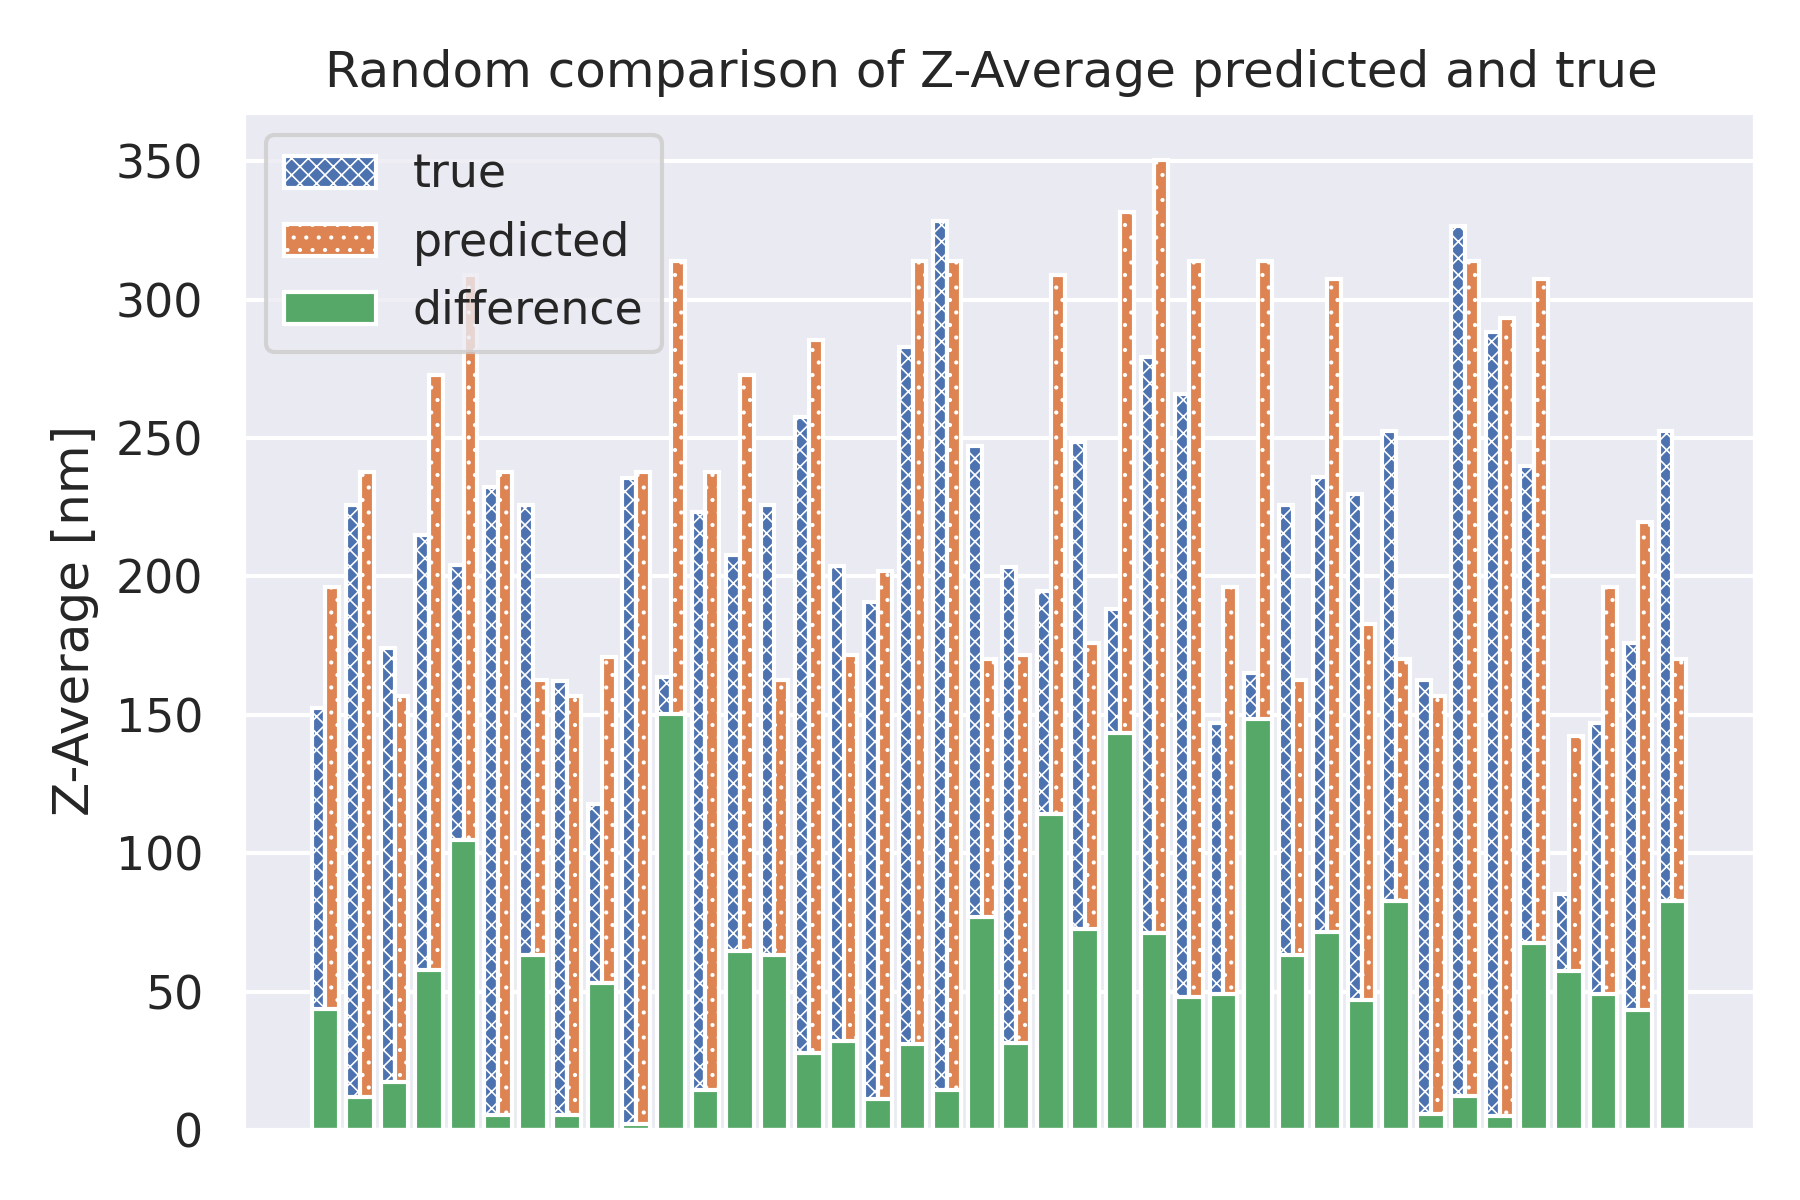 Random comparison of Z-Average predicted and true
true
predicted
difference
Z-Average [nm]
350
300
250
200
150
100
50
0